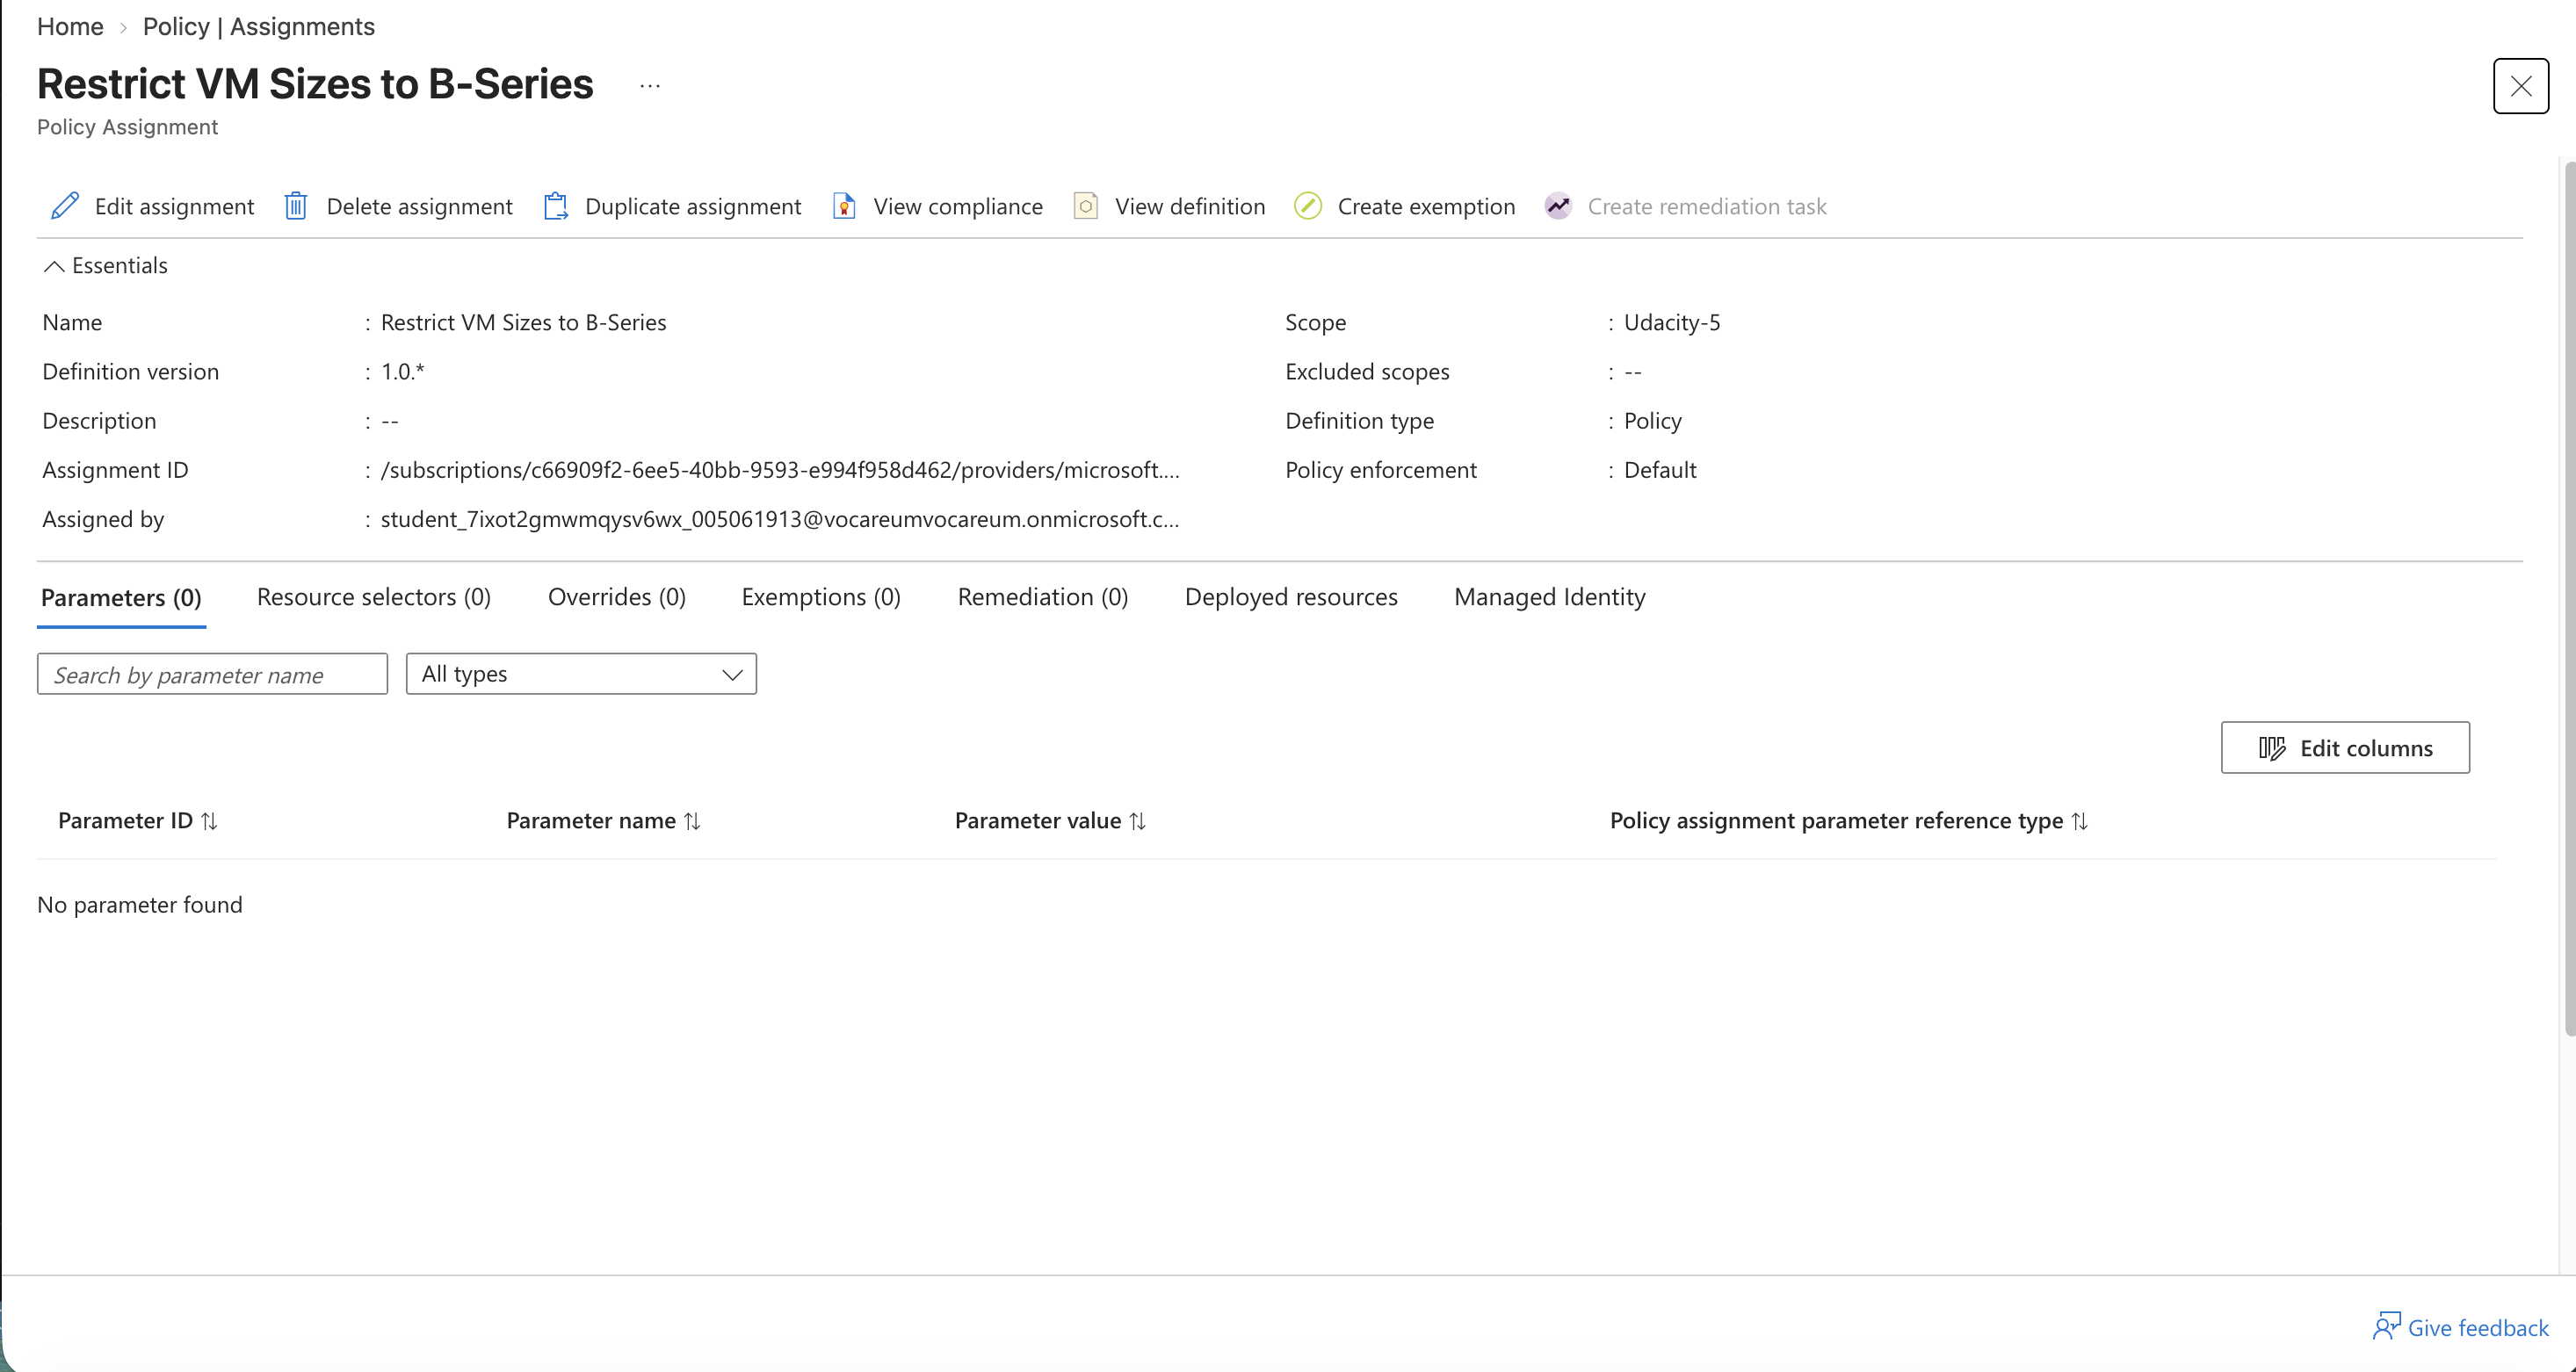 Home > Policy | Assignments
Restrict VM Sizes to B-Series ...
Policy Assignment
Edit assignment Delete assignment Duplicate assignment View compliance View definition Create exemption Create remediation task
Essentials
Name : Restrict VM Sizes to B-Series Scope : Udacity-5
Definition version : 1.0.* Excluded scopes : --
Description : -- Definition type : Policy
Assignment ID : /subscriptions/c66909f2-6ee5-40bb-9593-e994f958d462/providers/microsoft.... Policy enforcement : Default
Assigned by : student_7ixot2gmwmqysv6wx_005061913@vocareumvocareum.onmicrosoft.c...
Parameters (0) Resource selectors (0) Overrides (0) Exemptions (0) Remediation (0) Deployed resources Managed Identity
Search by parameter name All types
Edit columns
Parameter ID Parameter name Parameter value Policy assignment parameter reference type
No parameter found
Give feedback